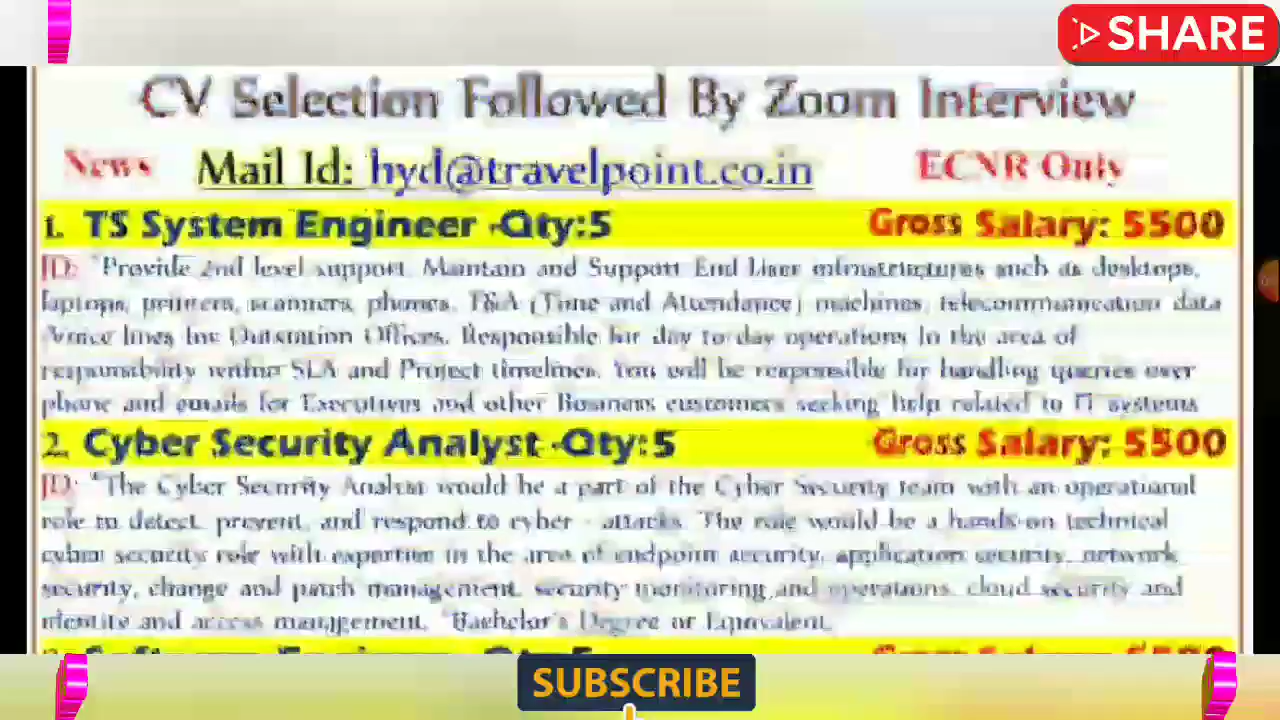 SHARE
CV Selection Followed By Zoom Interview
News Mail Id: hyd@travelpoint.co.in ECNR Only
1. TS System Engineer -Qty:5 Gross Salary: 5500
JD: "Provide 2nd level support. Maintain and Support End User infrastructures such as desktops,
laptops, printers, scanners, phones, T&A (Time and Attendance) machines, telecommunication data
lines for Outstation Offices. Responsible for day to day operations in the area of
responsibility within SLA and Project timelines. You will be responsible for handling queries over
phone and emails for Executives and other Business customers seeking help related to IT systems
2. Cyber Security Analyst -Qty:5 Gross Salary: 5500
JD: "The Cyber Security Analyst would be a part of the Cyber Security team with an operational
role to detect, prevent, and respond to cyber - attacks. The role would be a hands-on technical
cyber security role with expertise in the area of endpoint security, application security, network
security, change and patch management, security monitoring and operations, cloud security and
identity and access management. "Bachelor's Degree or Equivalent.
SUBSCRIBE